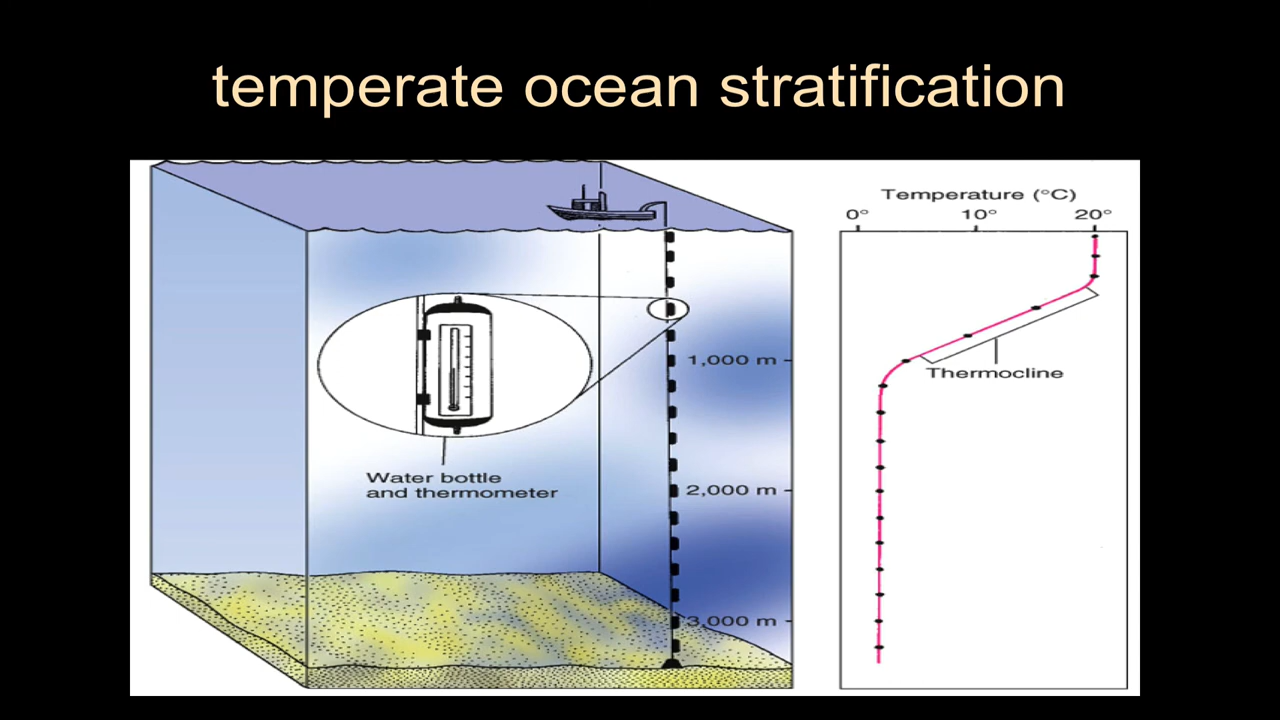 temperate ocean stratification
Temperature (°C)
0° 10° 20°
1,000 m
Thermocline
Water bottle
and thermometer
2,000 m
3,000 m